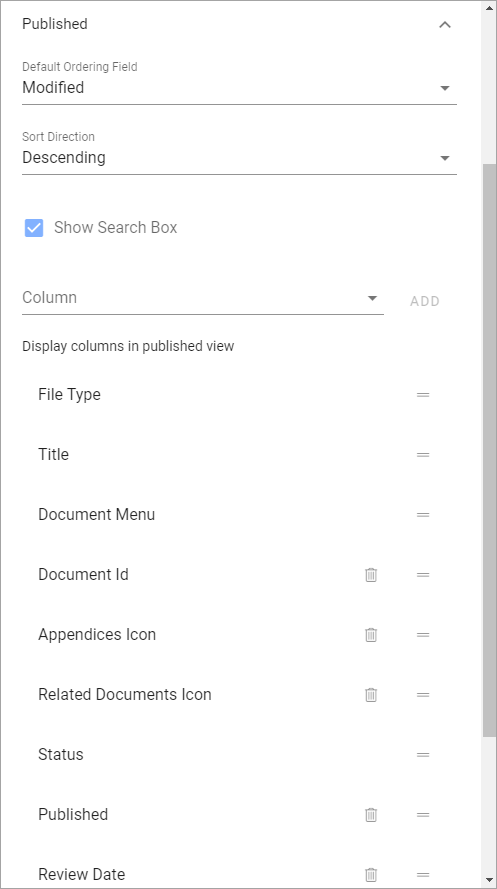 Published
Default Ordering Field
Modified
Sort Direction
Descending
Show Search Box
Column
ADD
Display columns in published view
File Type
Title
Document Menu
Document Id
Appendices Icon
Related Documents Icon
Status
Published
Review Date